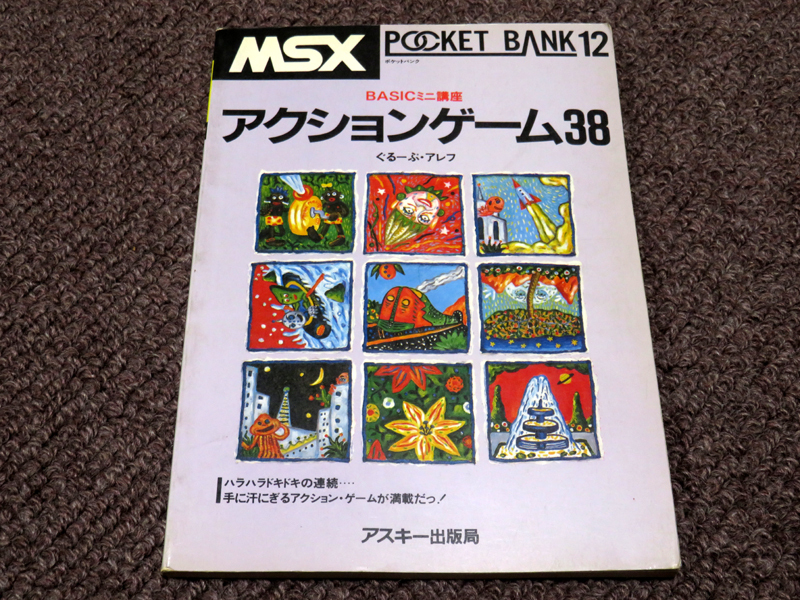 MSX
POCKET BANK 12
ポケットバンク
BASICミニ講座
アクションゲーム38
ぐるーぷ・アレフ
ハラハラドキドキの連続‥‥
手に汗にぎるアクション・ゲームが満載だっ!
アスキー出版局